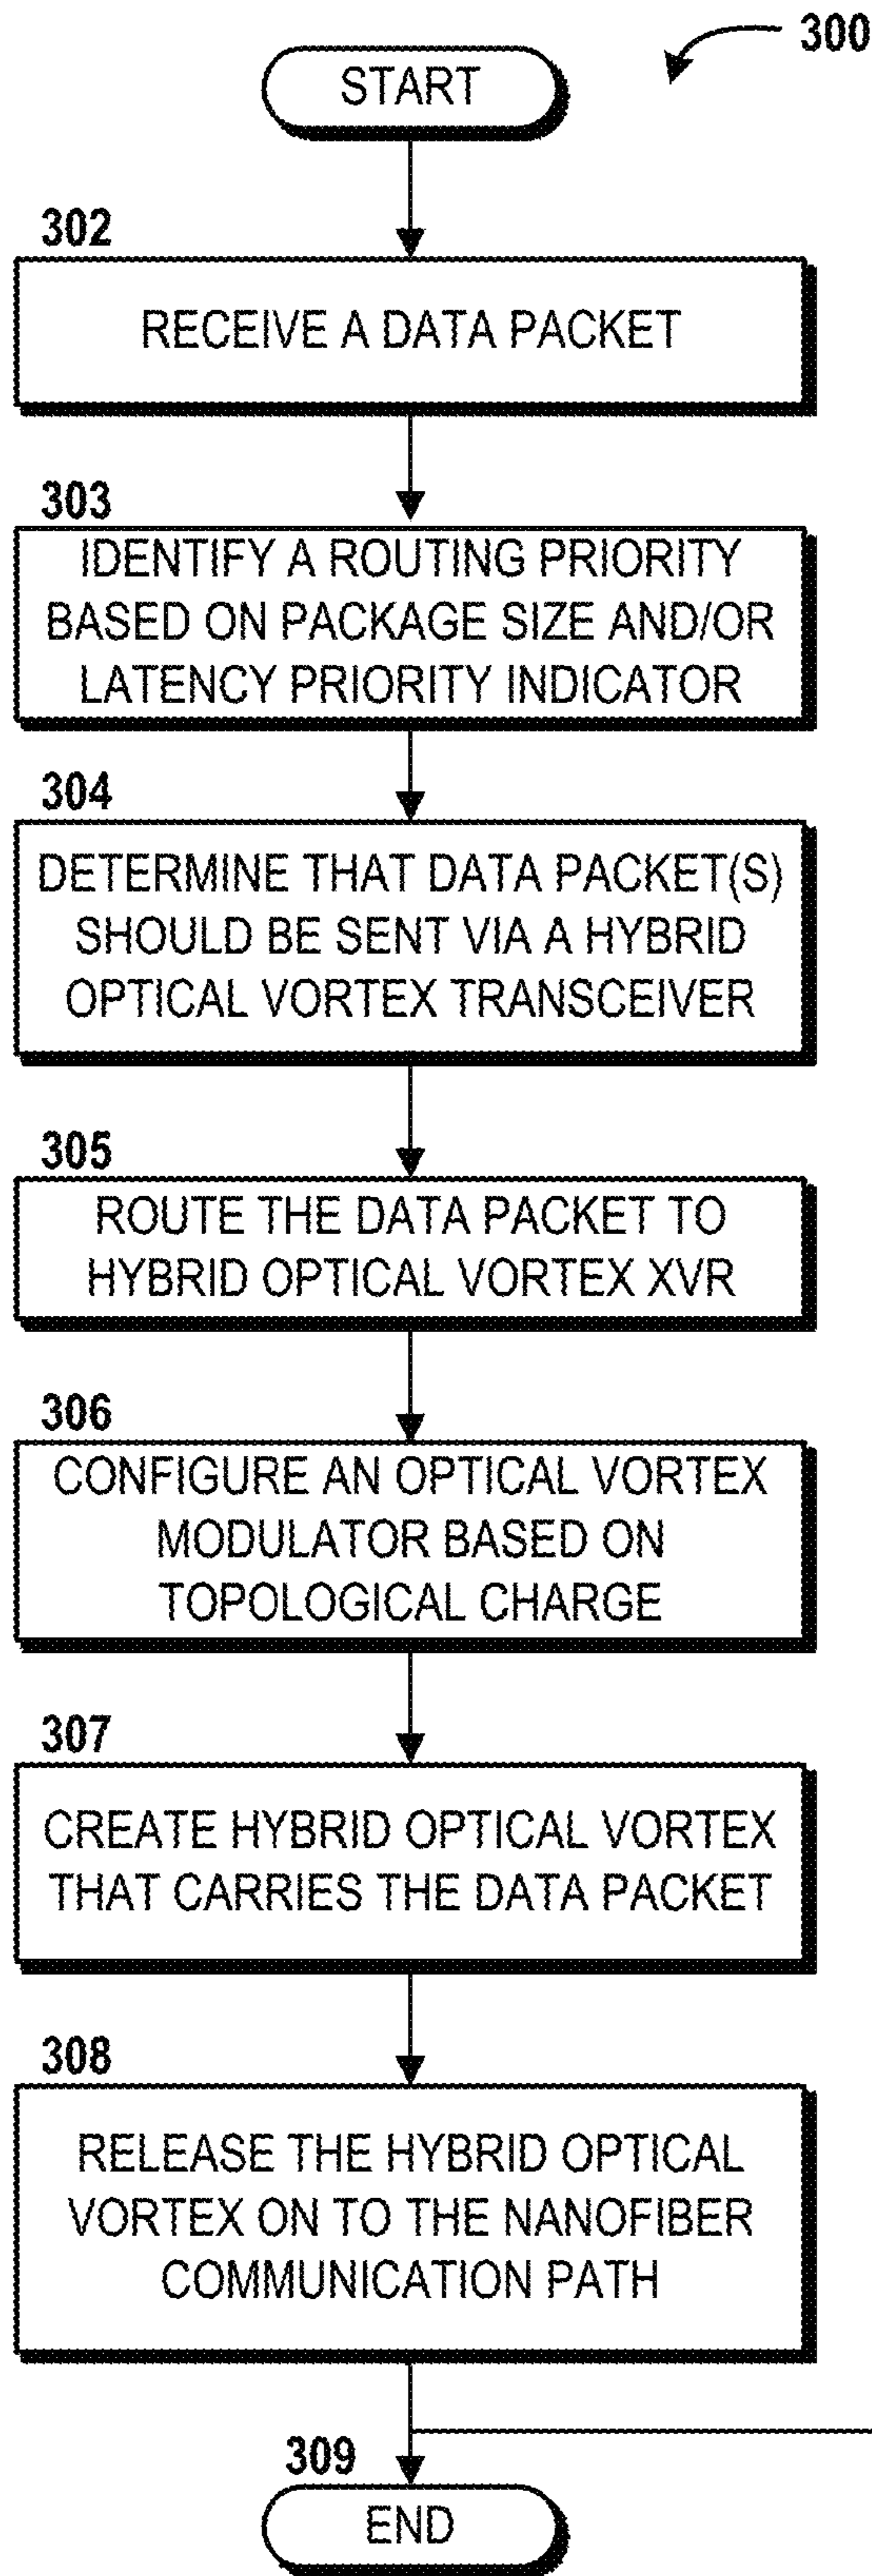 300
START
302
RECEIVE A DATA PACKET
303
IDENTIFY A ROUTING PRIORITY
BASED ON PACKAGE SIZE AND/OR
LATENCY PRIORITY INDICATOR
304
DETERMINE THAT DATA PACKET(S)
SHOULD BE SENT VIA A HYBRID
OPTICAL VORTEX TRANSCEIVER
305
ROUTE THE DATA PACKET TO
HYBRID OPTICAL VORTEX XVR
306
CONFIGURE AN OPTICAL VORTEX
MODULATOR BASED ON
TOPOLOGICAL CHARGE
307
CREATE HYBRID OPTICAL VORTEX
THAT CARRIES THE DATA PACKET
308
RELEASE THE HYBRID OPTICAL
VORTEX ON TO THE NANOFIBER
COMMUNICATION PATH
309
END